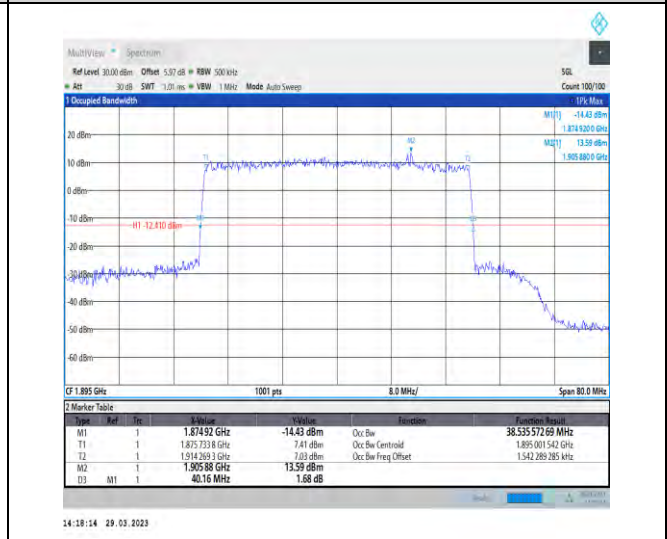 MultiView Spectrum
Ref Level 30.00 dBm Offset 5.97 dB RBW 500 kHz SGL
Att 30 dB SWT 1.01 ms VBW 1 MHz Mode Auto Sweep Count 100/100
1 Occupied Bandwidth 1Pk Max
M1[1] -14.43 dBm
1.874 920 0 GHz
M2[1] 13.59 dBm
1.905 880 0 GHz
20 dBm
M2
T1 T2
10 dBm
0 dBm
-10 dBm
H1 -12.410 dBm
-20 dBm
-30 dBm
-40 dBm
-50 dBm
-60 dBm
CF 1.895 GHz 1001 pts 8.0 MHz/ Span 80.0 MHz
2 Marker Table
Type Ref Trc X-Value Y-Value Function Function Result
M1 1 1.874 92 GHz -14.43 dBm Occ Bw 38.535 572 69 MHz
T1 1 1.875 733 8 GHz 7.41 dBm Occ Bw Centroid 1.895 001 542 GHz
T2 1 1.914 269 3 GHz 7.03 dBm Occ Bw Freq Offset 1.542 289 285 kHz
M2 1 1.905 88 GHz 13.59 dBm
D3 M1 1 40.16 MHz 1.68 dB
14:18:14 29.03.2023